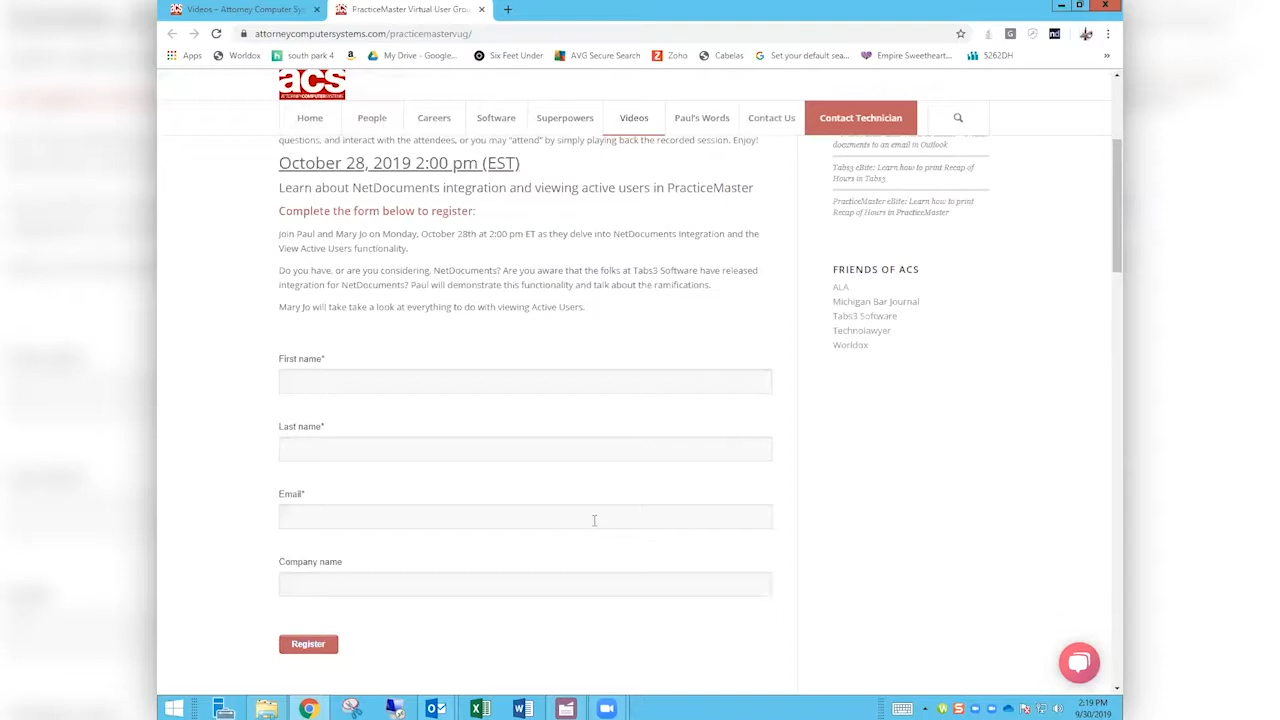 Videos – Attorney Computer Sy
PracticeMaster Virtual User Grou
attorneycomputersystems.com/practicemastervug/
Apps
Worldox
south park 4
My Drive - Google...
Six Feet Under
AVG Secure Search
Zoho
Cabelas
Set your default sea...
Empire Sweetheart...
5262DH
acs
ATTORNEYCOMPUTERSYSTEMS
Home
People
Careers
Software
Superpowers
Videos
Paul's Words
Contact Us
Contact Technician
questions, and interact with the attendees, or you may "attend" by simply playing back the recorded session. Enjoy!
October 28, 2019 2:00 pm (EST)
Learn about NetDocuments integration and viewing active users in PracticeMaster
Complete the form below to register:
Join Paul and Mary Jo on Monday, October 28th at 2:00 pm ET as they delve into NetDocuments Integration and the
View Active Users functionality.
Do you have, or are you considering, NetDocuments? Are you aware that the folks at Tabs3 Software have released
integration for NetDocuments? Paul will demonstrate this functionality and talk about the ramifications.
Mary Jo will take take a look at everything to do with viewing Active Users.
First name*
Last name*
Email*
Company name
Register
documents to an email in Outlook
Tabs3 eBite: Learn how to print Recap of
Hours in Tabs3
PracticeMaster eBite: Learn how to print
Recap of Hours in PracticeMaster
FRIENDS OF ACS
ALA
Michigan Bar Journal
Tabs3 Software
Technolawyer
Worldox
2:19 PM
9/30/2019